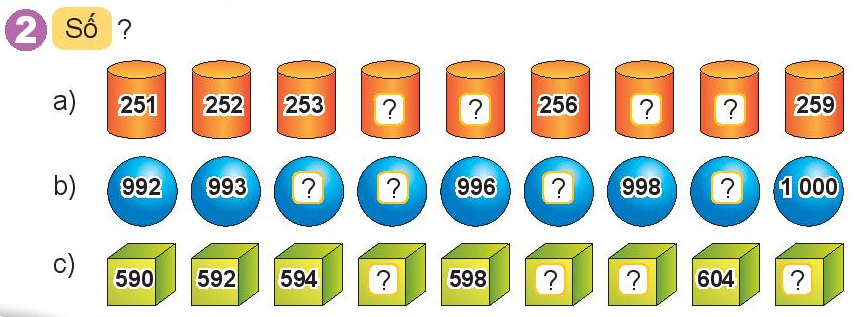 2 Số ?
a) 251 252 253 ? ? 256 ? ? 259
b) 992 993 ? ? 996 ? 998 ? 1 000
c) 590 592 594 ? 598 ? ? 604 ?